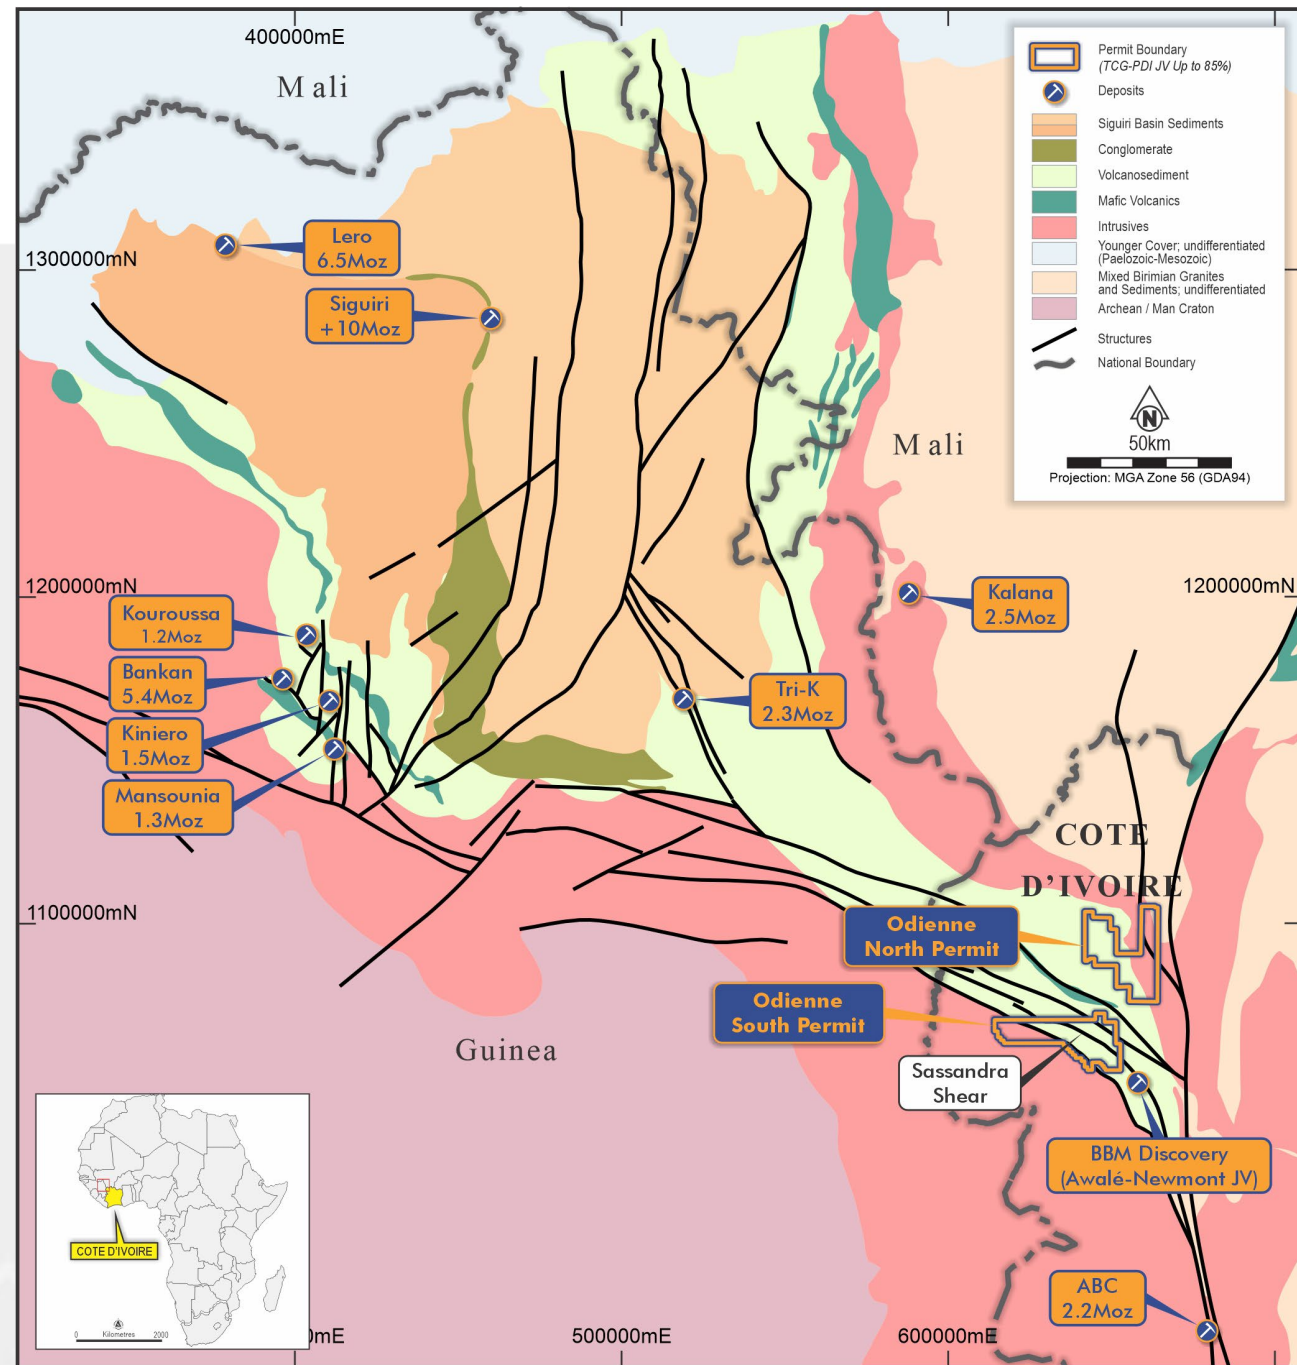 400000mE
Mali
Permit Boundary
(TCG-PDI JV Up to 85%)
Deposits
Siguiri Basin Sediments
Conglomerate
Volcanosediment
Mafic Volcanics
Intrusives
Younger Cover; undifferentiated
(Paelozoic-Mesozoic)
Mixed Birimian Granites
and Sediments; undifferentiated
Archean / Man Craton
Structures
National Boundary
N
50km
Projection: MGA Zone 56 (GDA94)
Lero
6.5Moz
1300000mN
Siguiri
+10Moz
Mali
1200000mN
1200000mN
Kalana
2.5Moz
Kouroussa
1.2Moz
Bankan
5.4Moz
Tri-K
2.3Moz
Kiniero
1.5Moz
Mansounia
1.3Moz
COTE
D'IVOIRE
1100000mN
Odienne
North Permit
Odienne
South Permit
Guinea
Sassandra
Shear
BBM Discovery
(Awalé-Newmont JV)
COTE D'IVOIRE
ABC
2.2Moz
0 Kilometres 2000
0mE
500000mE
600000mE